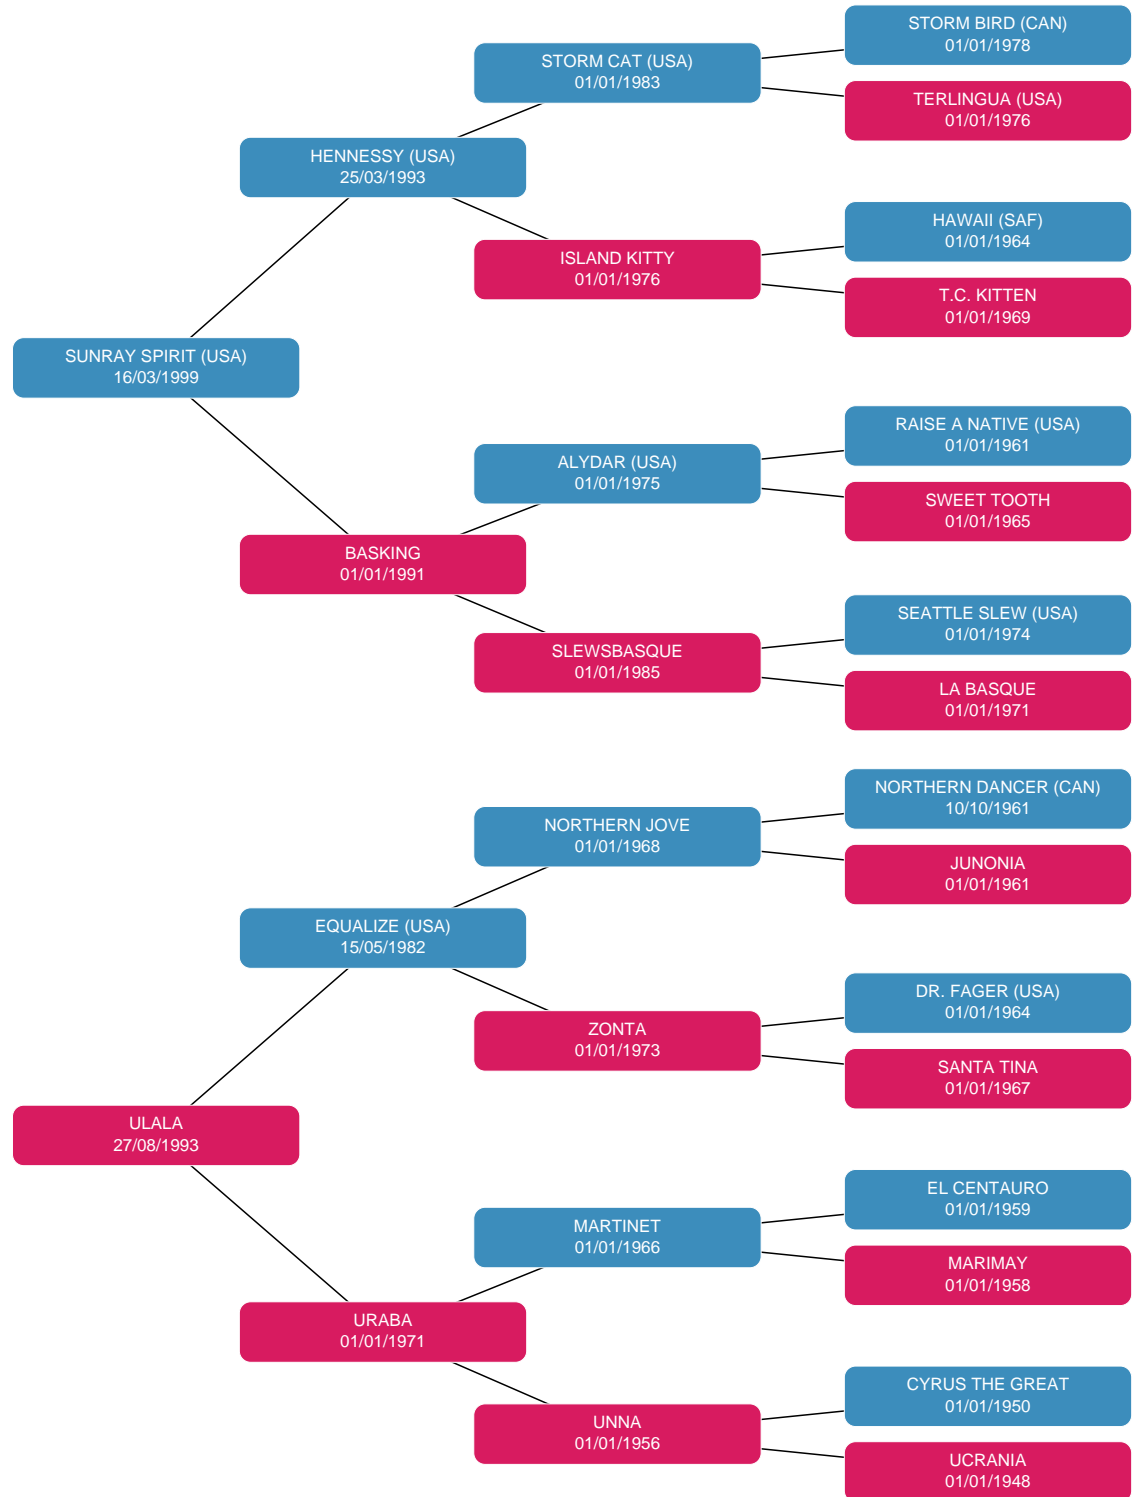 STORM BIRD (CAN)
01/01/1978
STORM CAT (USA)
01/01/1983
TERLINGUA (USA)
01/01/1976
HENNESSY (USA)
25/03/1993
HAWAII (SAF)
01/01/1964
ISLAND KITTY
01/01/1976
T.C. KITTEN
01/01/1969
SUNRAY SPIRIT (USA)
16/03/1999
RAISE A NATIVE (USA)
01/01/1961
ALYDAR (USA)
01/01/1975
SWEET TOOTH
01/01/1965
BASKING
01/01/1991
SEATTLE SLEW (USA)
01/01/1974
SLEWSBASQUE
01/01/1985
LA BASQUE
01/01/1971
NORTHERN DANCER (CAN)
10/10/1961
NORTHERN JOVE
01/01/1968
JUNONIA
01/01/1961
EQUALIZE (USA)
15/05/1982
DR. FAGER (USA)
01/01/1964
ZONTA
01/01/1973
SANTA TINA
01/01/1967
ULALA
27/08/1993
EL CENTAURO
01/01/1959
MARTINET
01/01/1966
MARIMAY
01/01/1958
URABA
01/01/1971
CYRUS THE GREAT
01/01/1950
UNNA
01/01/1956
UCRANIA
01/01/1948